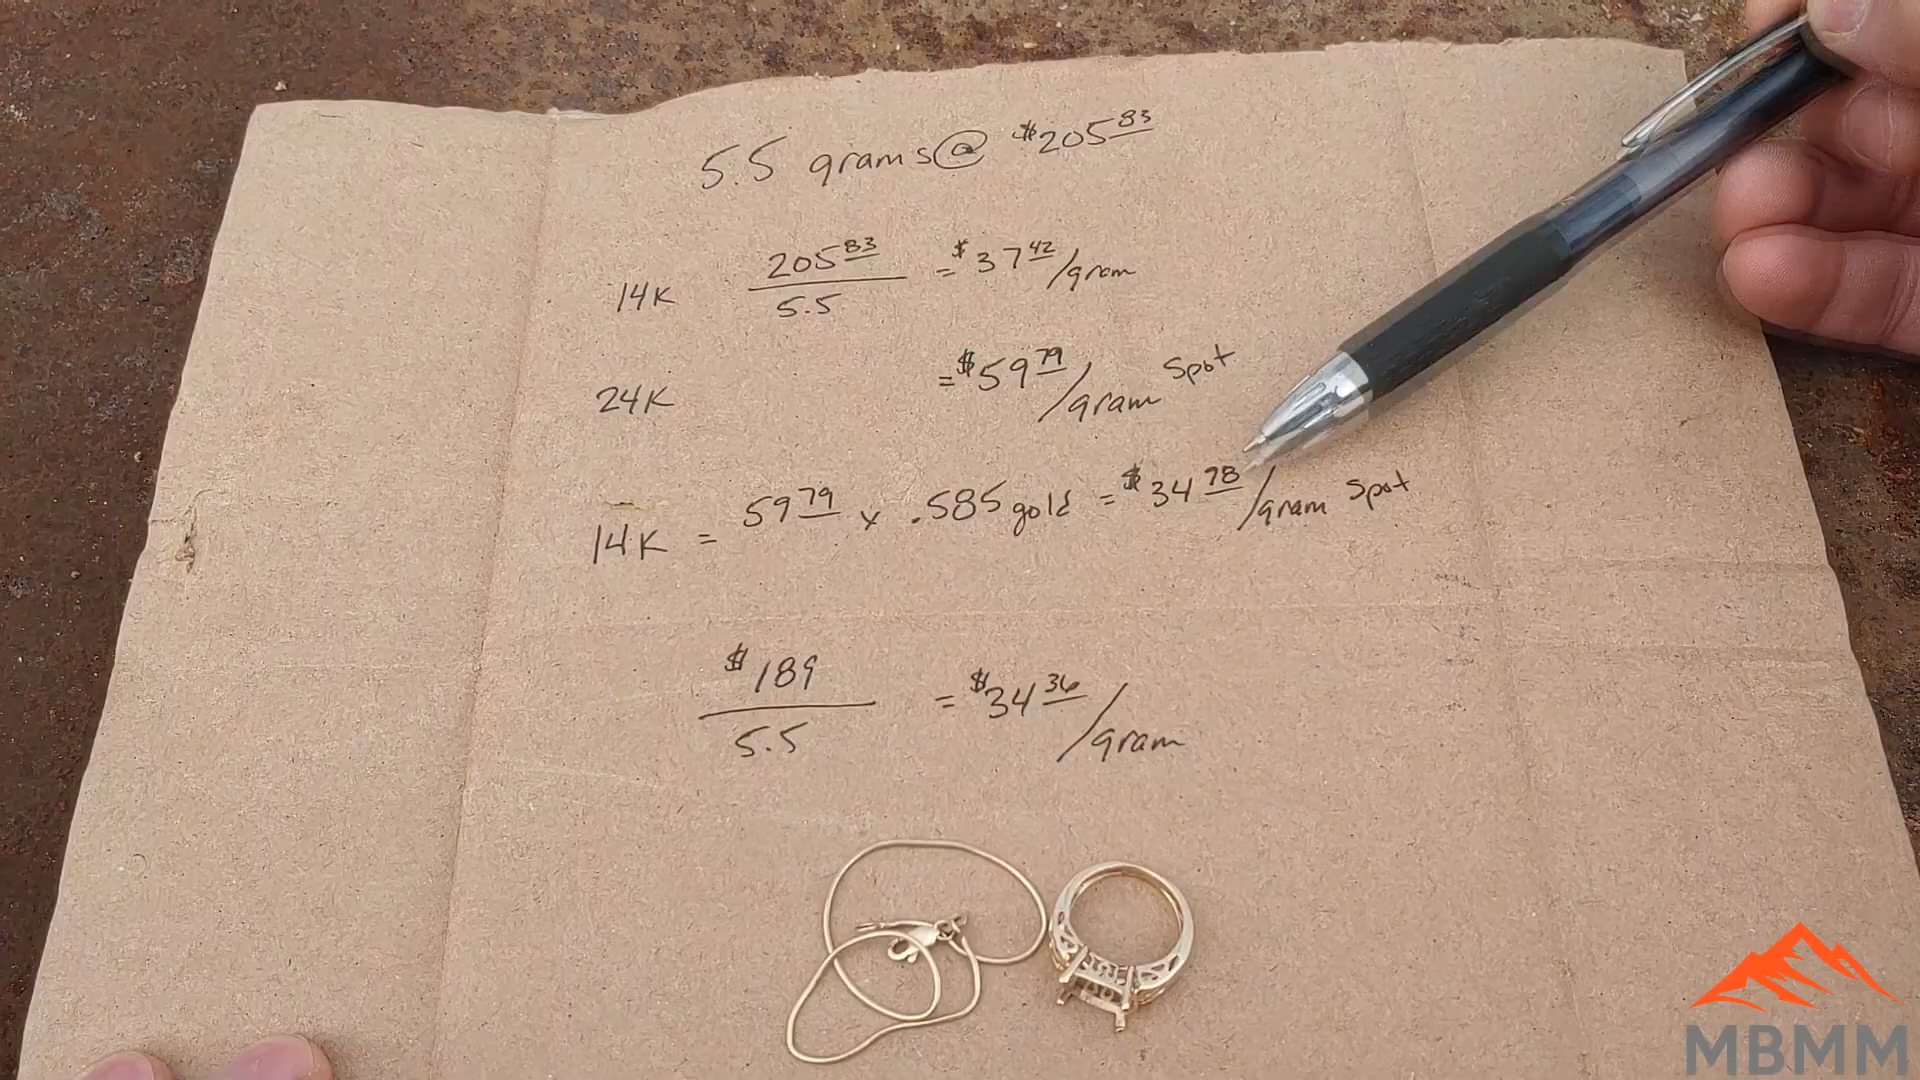 5.5 grams @ $205 83
14K 205 83 / 5.5 = $37 42 /gram
24K = $59 79 /gram spot
14K = 59 79 x .585 gold = $34 78 /gram spot
$189 / 5.5 = $34 36 /gram
MBMM